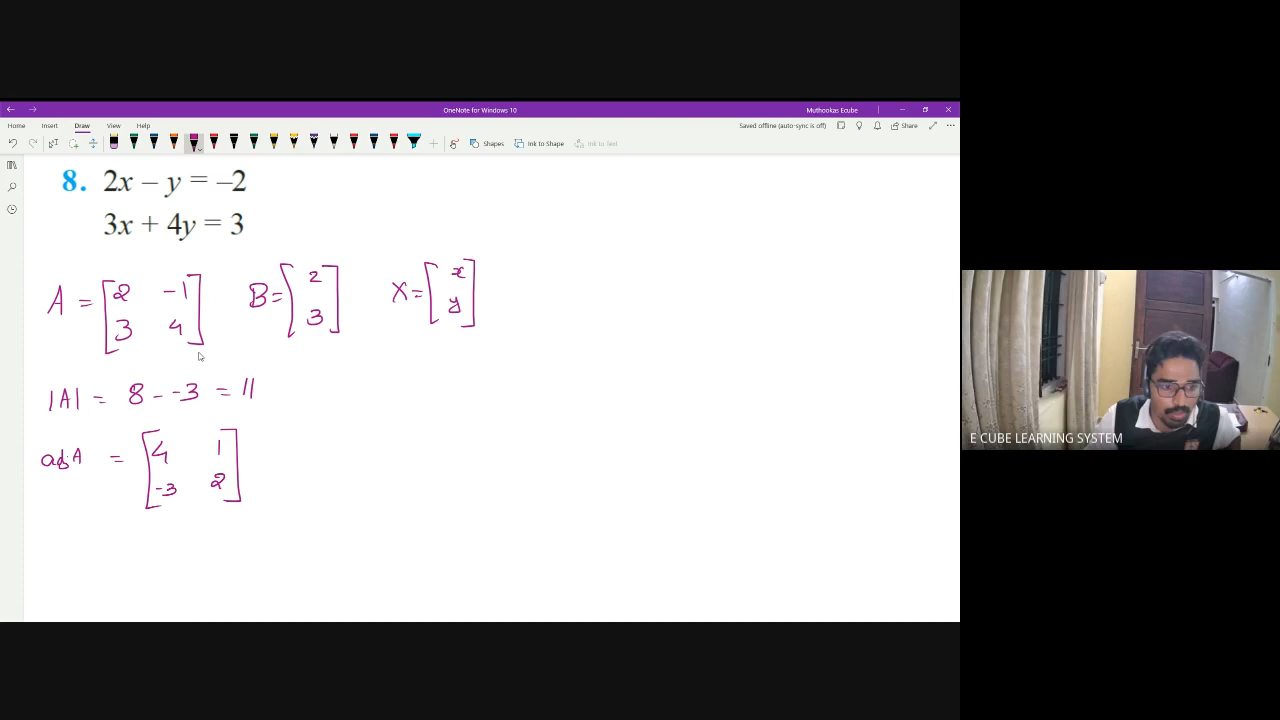 OneNote for Windows 10
Muthookas Ecube
Home Insert Draw View Help
Saved offline (auto-sync is off) Share
Shapes Ink to Shape Ink to Text
8. 2x – y = –2
3x + 4y = 3
A = [2 -1
3 4] B = [2
3] X = [x
y]
|A| = 8 - -3 = 11
adjA = [4 1
-3 2]
E CUBE LEARNING SYSTEM